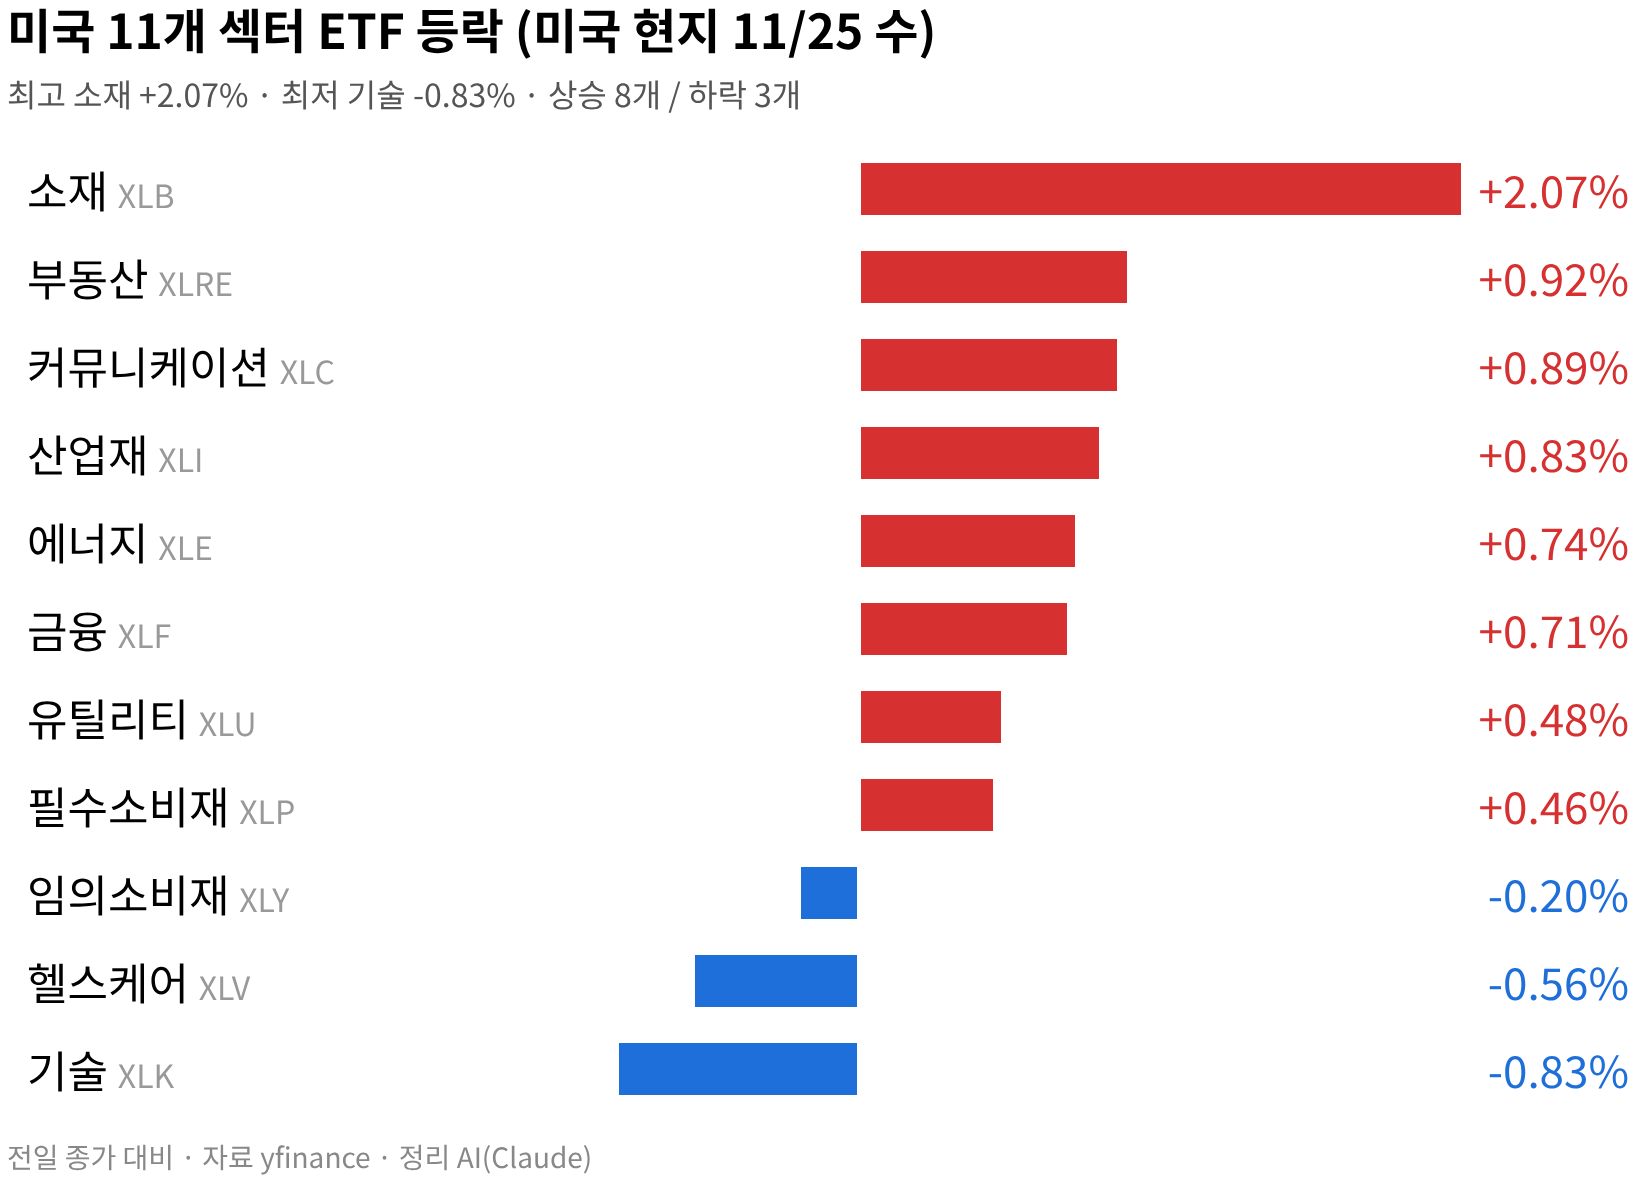 미국 11개 섹터 ETF 등락 (미국 현지 11/25 수)
최고 소재 +2.07% · 최저 기술 -0.83% · 상승 8개 / 하락 3개
소재 XLB +2.07%
부동산 XLRE +0.92%
커뮤니케이션 XLC +0.89%
산업재 XLI +0.83%
에너지 XLE +0.74%
금융 XLF +0.71%
유틸리티 XLU +0.48%
필수소비재 XLP +0.46%
임의소비재 XLY -0.20%
헬스케어 XLV -0.56%
기술 XLK -0.83%
전일 종가 대비 · 자료 yfinance · 정리 AI(Claude)